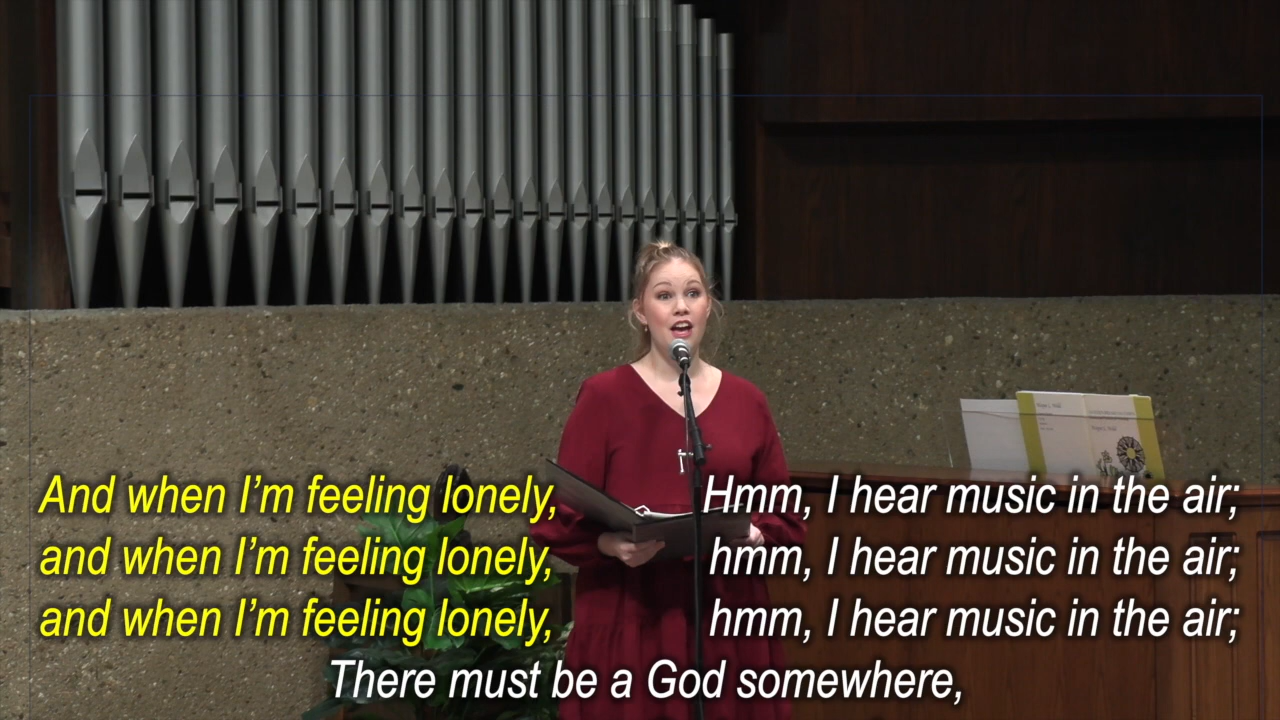 And when I'm feeling lonely, Hmm, I hear music in the air;
and when I'm feeling lonely, hmm, I hear music in the air;
and when I'm feeling lonely, hmm, I hear music in the air;
There must be a God somewhere,